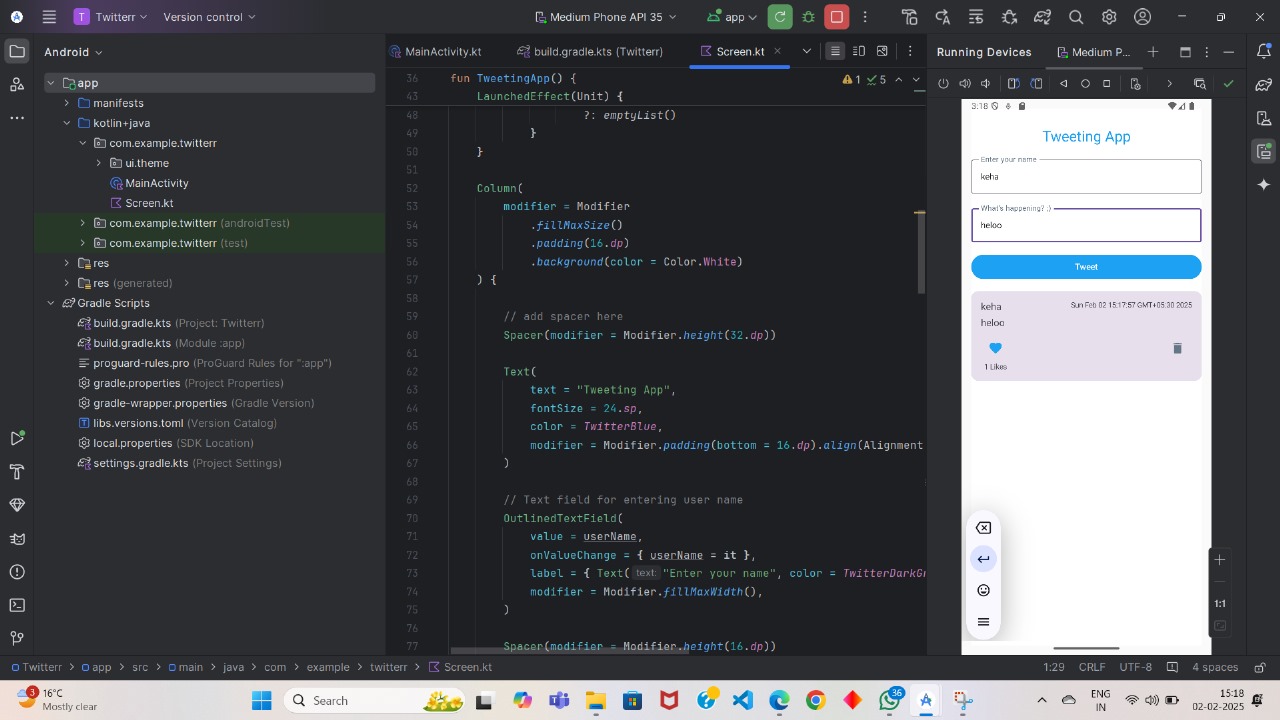 T Twitterr Version control Medium Phone API 35 app
Android MainActivity.kt build.gradle.kts (Twitterr) Screen.kt Running Devices Medium P...
app
manifests
kotlin+java
com.example.twitterr
ui.theme
MainActivity
Screen.kt
com.example.twitterr (androidTest)
com.example.twitterr (test)
res
res (generated)
Gradle Scripts
build.gradle.kts (Project: Twitterr)
build.gradle.kts (Module :app)
proguard-rules.pro (ProGuard Rules for ":app")
gradle.properties (Project Properties)
gradle-wrapper.properties (Gradle Version)
libs.versions.toml (Version Catalog)
local.properties (SDK Location)
settings.gradle.kts (Project Settings)
36 fun TweetingApp() { 1 5
43 LaunchedEffect(Unit) {
48 ?: emptyList()
49 }
50 }
51
52 Column(
53 modifier = Modifier
54 .fillMaxSize()
55 .padding(16.dp)
56 .background(color = Color.White)
57 ) {
58
59 // add spacer here
60 Spacer(modifier = Modifier.height(32.dp))
61
62 Text(
63 text = "Tweeting App",
64 fontSize = 24.sp,
65 color = TwitterBlue,
66 modifier = Modifier.padding(bottom = 16.dp).align(Alignment
67 )
68
69 // Text field for entering user name
70 OutlinedTextField(
71 value = userName,
72 onValueChange = { userName = it },
73 label = { Text( text: "Enter your name", color = TwitterDarkGr
74 modifier = Modifier.fillMaxWidth(),
75 )
76
77 Spacer(modifier = Modifier.height(16.dp))
3:18
Tweeting App
Enter your name
keha
What's happening? :)
heloo
Tweet
keha Sun Feb 02 15:17:57 GMT+05:30 2025
heloo
1 Likes
1:1
Twitterr > app > src > main > java > com > example > twitterr > Screen.kt 1:29 CRLF UTF-8 4 spaces
3 16°C
Mostly clear
Search
36
ENG
IN
15:18
02-02-2025